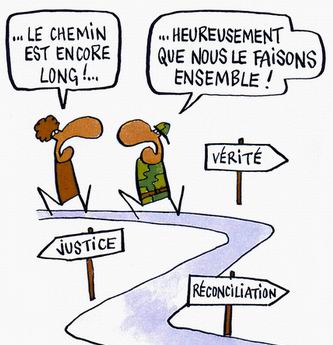 ...LE CHEMIN
EST ENCORE
LONG!...
...HEUREUSEMENT
QUE NOUS LE FAISONS
ENSEMBLE!
VÉRITÉ
JUSTICE
RÉCONCILIATION